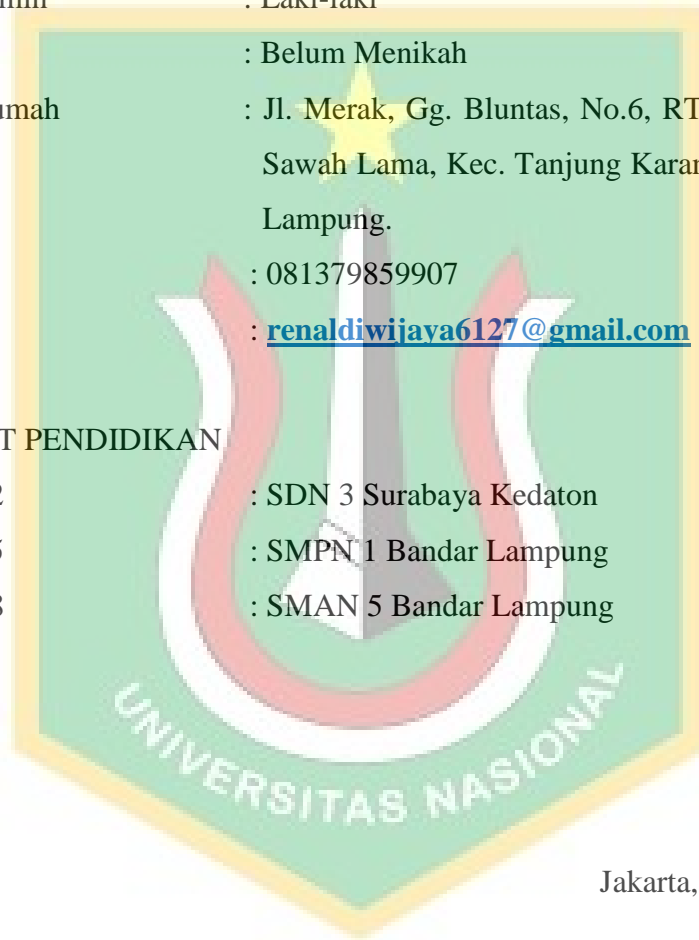 : Laki-laki
: Belum Menikah
umah : Jl. Merak, Gg. Bluntas, No.6, RT
Sawah Lama, Kec. Tanjung Karan
Lampung.
: 081379859907
: renaldiwijaya6127@gmail.com
T PENDIDIKAN
2 : SDN 3 Surabaya Kedaton
: SMPN 1 Bandar Lampung
: SMAN 5 Bandar Lampung
UNIVERSITAS NASIONAL
Jakarta,